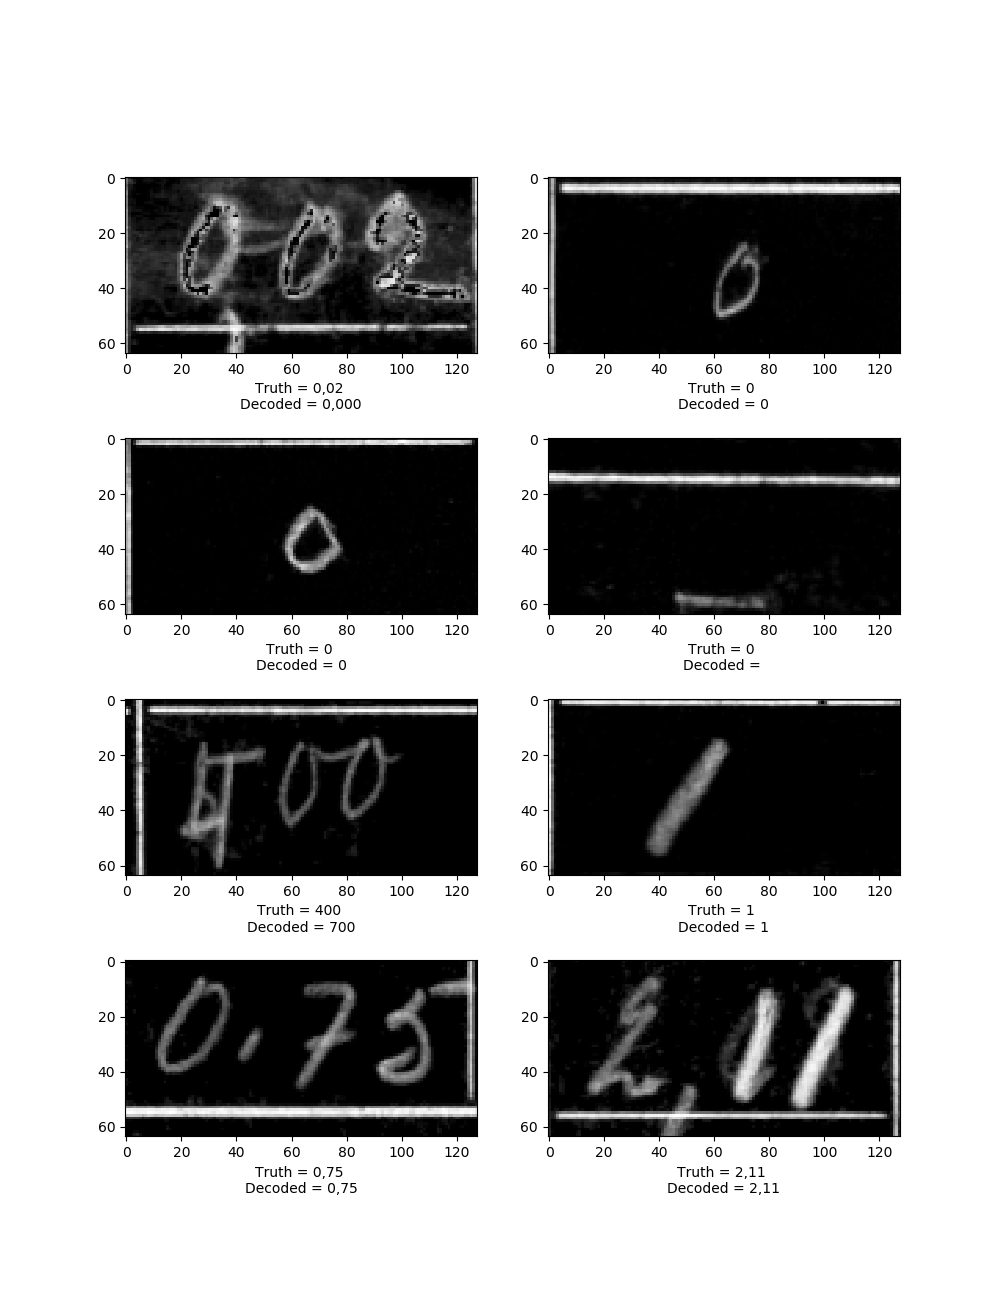 0
20
40
60
0 02
0 20 40 60 80 100 120
Truth = 0,02
Decoded = 0,000
0
20
40
60
0
0 20 40 60 80 100 120
Truth = 0
Decoded = 0
0
20
40
60
0
0 20 40 60 80 100 120
Truth = 0
Decoded = 0
0
20
40
60
0 20 40 60 80 100 120
Truth = 0
Decoded =
0
20
40
60
400
0 20 40 60 80 100 120
Truth = 400
Decoded = 700
0
20
40
60
1
0 20 40 60 80 100 120
Truth = 1
Decoded = 1
0
20
40
60
0,75
0 20 40 60 80 100 120
Truth = 0,75
Decoded = 0,75
0
20
40
60
2,11
0 20 40 60 80 100 120
Truth = 2,11
Decoded = 2,11